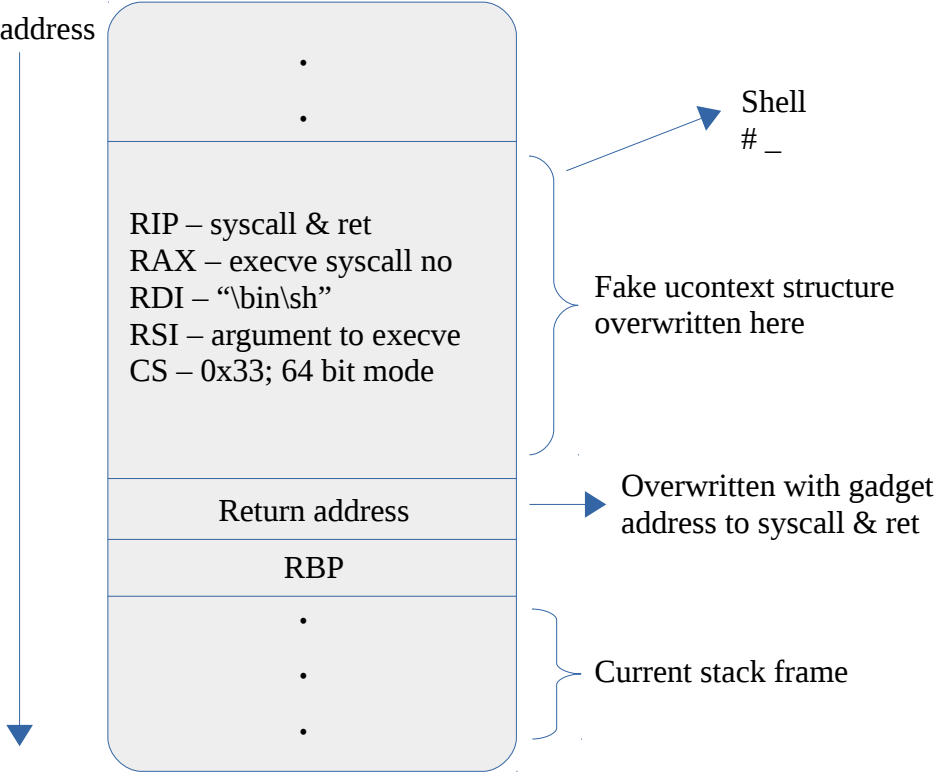 address
Shell
# _
RIP – syscall & ret
RAX – execve syscall no
RDI – “\bin\sh”
RSI – argument to execve
CS – 0x33; 64 bit mode
Fake ucontext structure
overwritten here
Return address
Overwritten with gadget
address to syscall & ret
RBP
Current stack frame